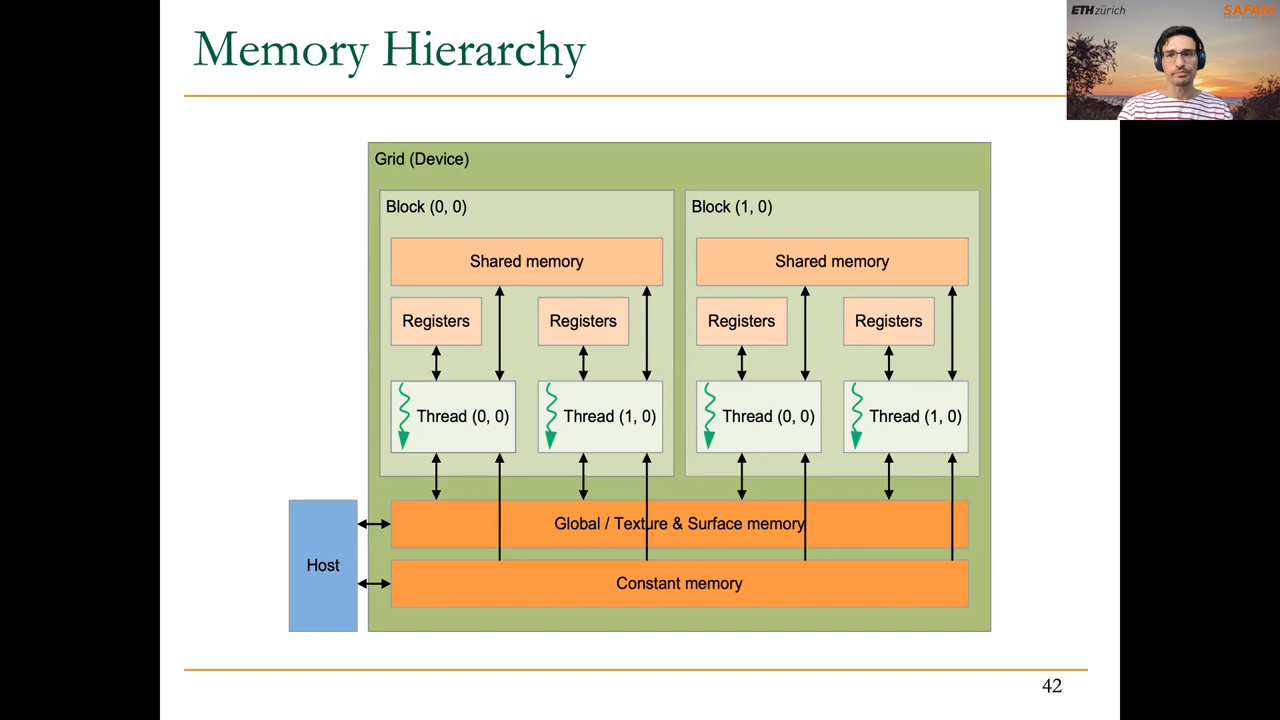 Memory Hierarchy
ETH zürich
SAFARI
Grid (Device)
Block (0, 0)
Block (1, 0)
Shared memory
Shared memory
Registers
Registers
Registers
Registers
Thread (0, 0)
Thread (1, 0)
Thread (0, 0)
Thread (1, 0)
Global / Texture & Surface memory
Host
Constant memory
42